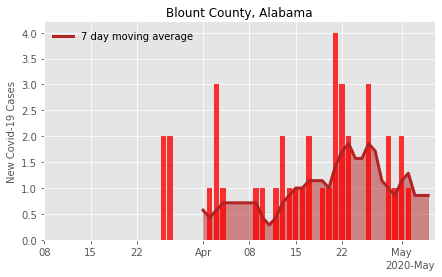 Blount County, Alabama
7 day moving average
New Covid-19 Cases
4.0
3.5
3.0
2.5
2.0
1.5
1.0
0.5
0.0
08 15 22 Apr 08 15 22 May
2020-May